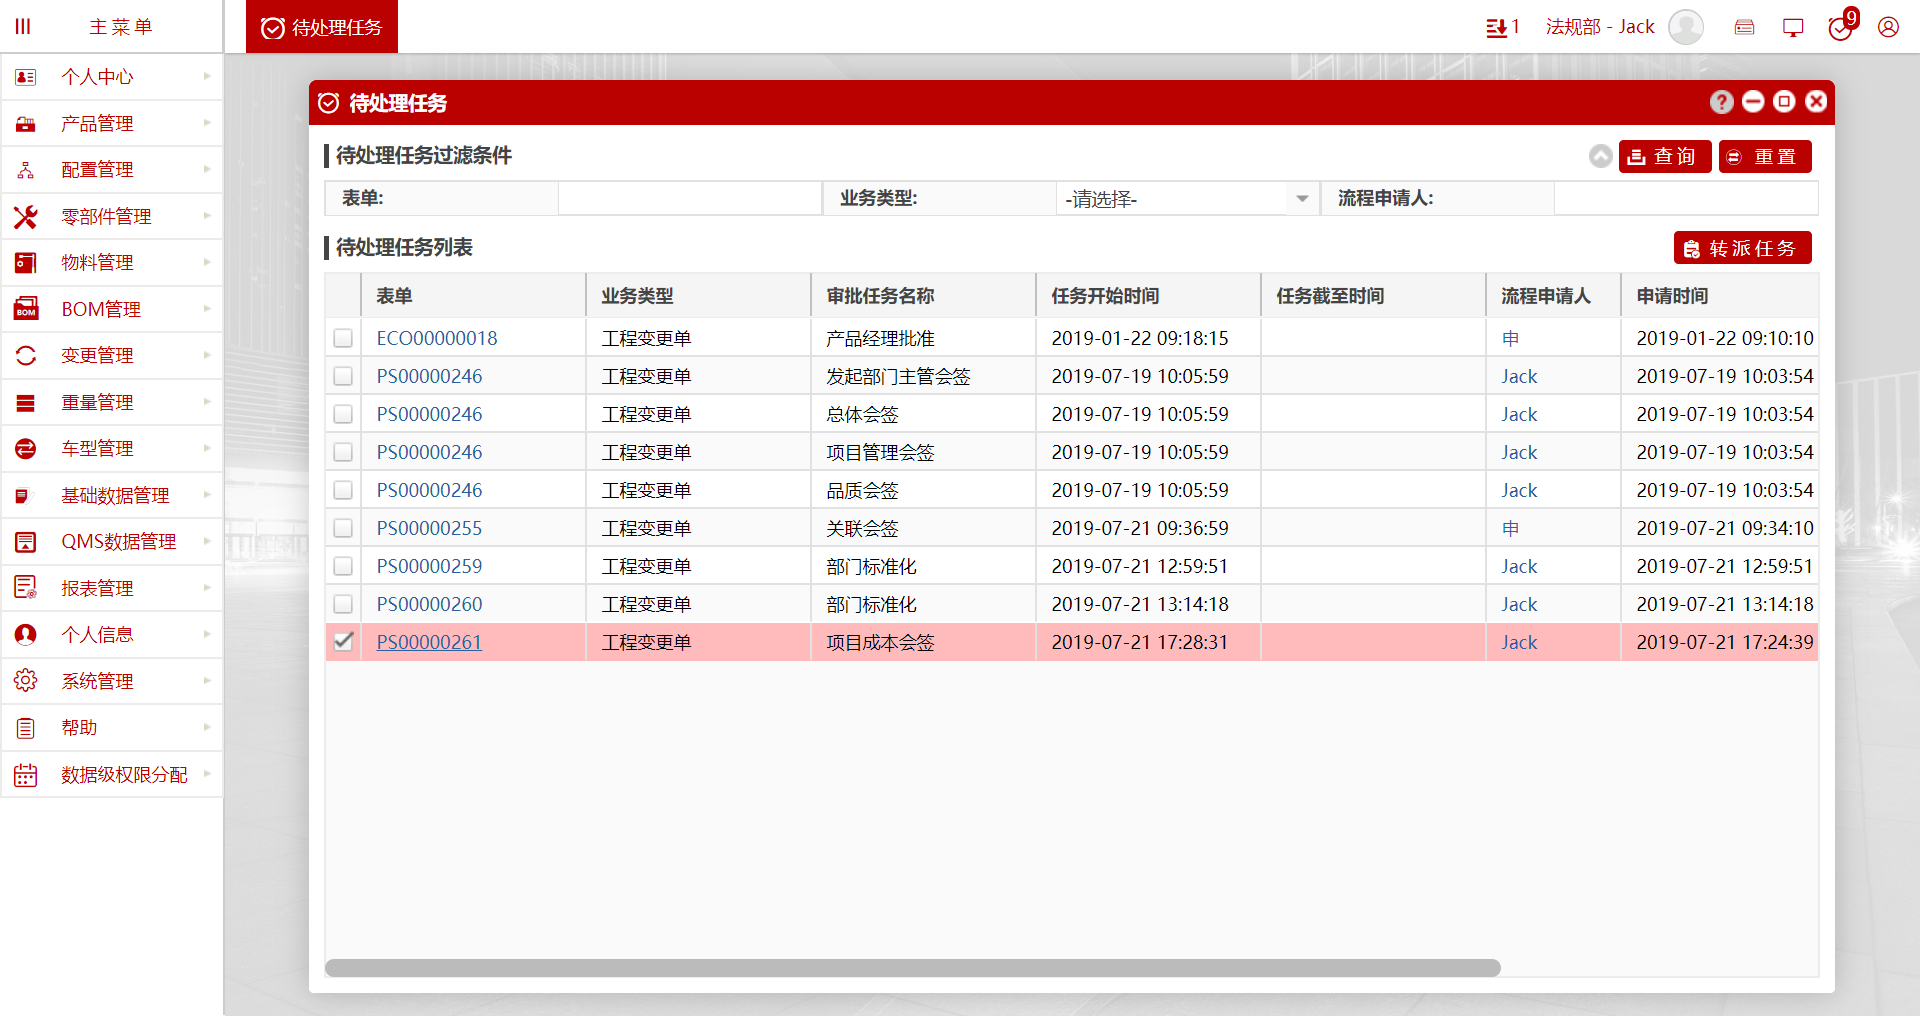 主菜单
待处理任务
1
法规部 - Jack
9
个人中心
产品管理
配置管理
零部件管理
物料管理
BOM
BOM管理
变更管理
重量管理
车型管理
基础数据管理
QMS数据管理
报表管理
个人信息
系统管理
帮助
数据级权限分配
待处理任务
待处理任务过滤条件
查询
重置
表单:
业务类型: -请选择-
流程申请人:
待处理任务列表
转派任务
表单 业务类型 审批任务名称 任务开始时间 任务截至时间 流程申请人 申请时间
ECO00000018 工程变更单 产品经理批准 2019-01-22 09:18:15 申 2019-01-22 09:10:10
PS00000246 工程变更单 发起部门主管会签 2019-07-19 10:05:59 Jack 2019-07-19 10:03:54
PS00000246 工程变更单 总体会签 2019-07-19 10:05:59 Jack 2019-07-19 10:03:54
PS00000246 工程变更单 项目管理会签 2019-07-19 10:05:59 Jack 2019-07-19 10:03:54
PS00000246 工程变更单 品质会签 2019-07-19 10:05:59 Jack 2019-07-19 10:03:54
PS00000255 工程变更单 关联会签 2019-07-21 09:36:59 申 2019-07-21 09:34:10
PS00000259 工程变更单 部门标准化 2019-07-21 12:59:51 Jack 2019-07-21 12:59:51
PS00000260 工程变更单 部门标准化 2019-07-21 13:14:18 Jack 2019-07-21 13:14:18
PS00000261 工程变更单 项目成本会签 2019-07-21 17:28:31 Jack 2019-07-21 17:24:39